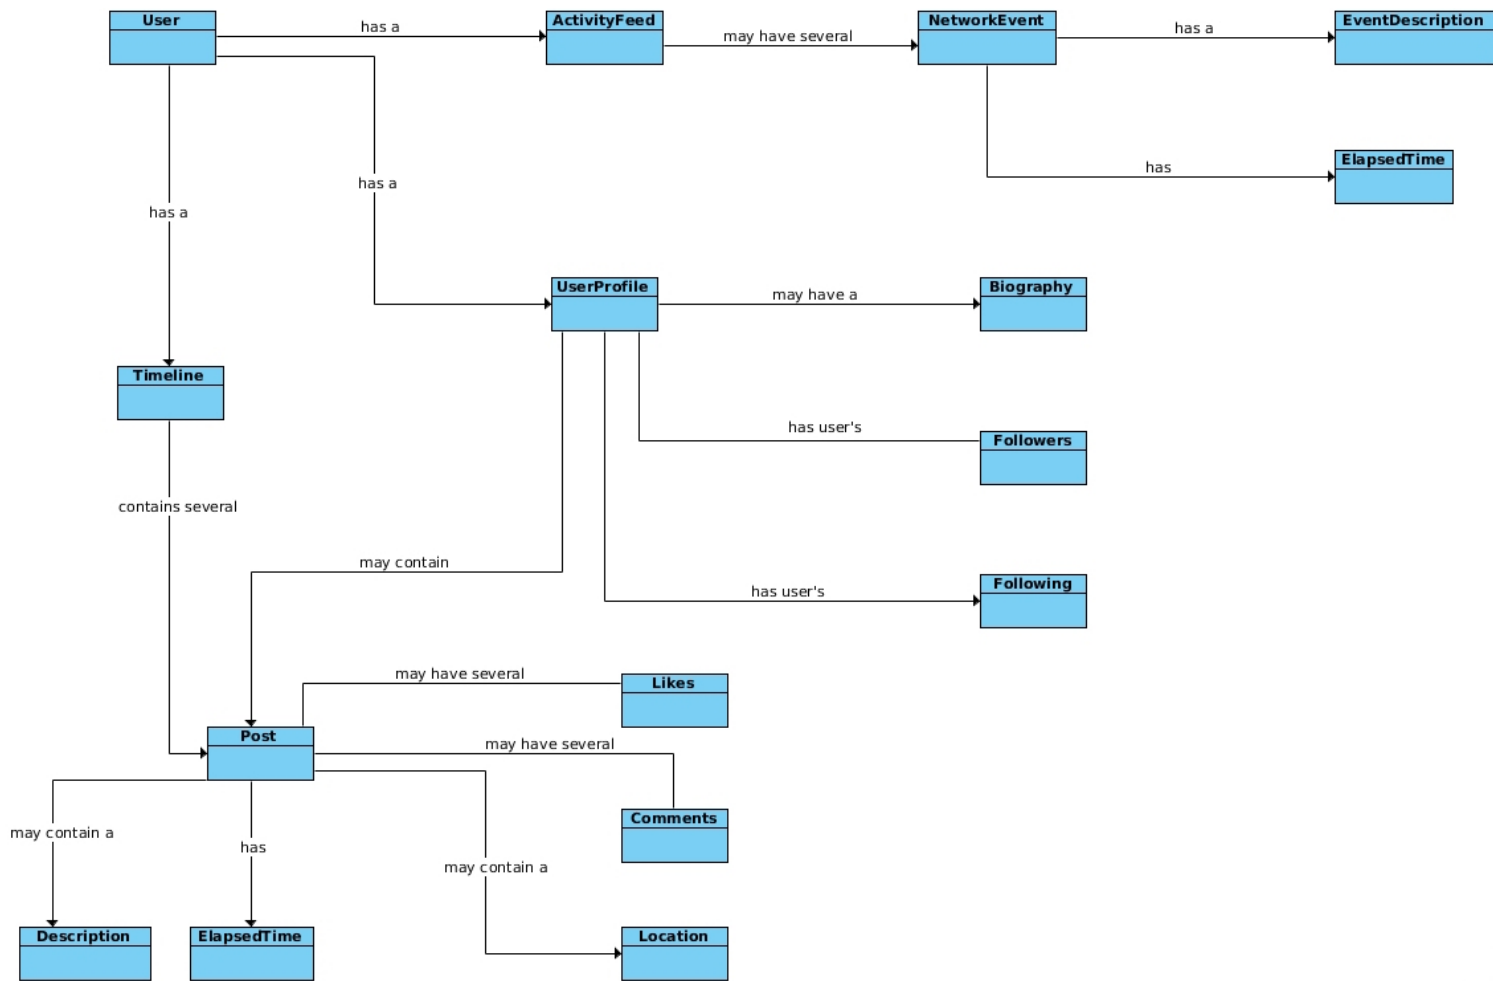 User
has a
ActivityFeed
may have several
NetworkEvent
has a
EventDescription
has
ElapsedTime
has a
has a
UserProfile
may have a
Biography
Timeline
has user's
Followers
contains several
may contain
has user's
Following
may have several
Likes
Post
may have several
Comments
may contain a
has
may contain a
Description
ElapsedTime
Location